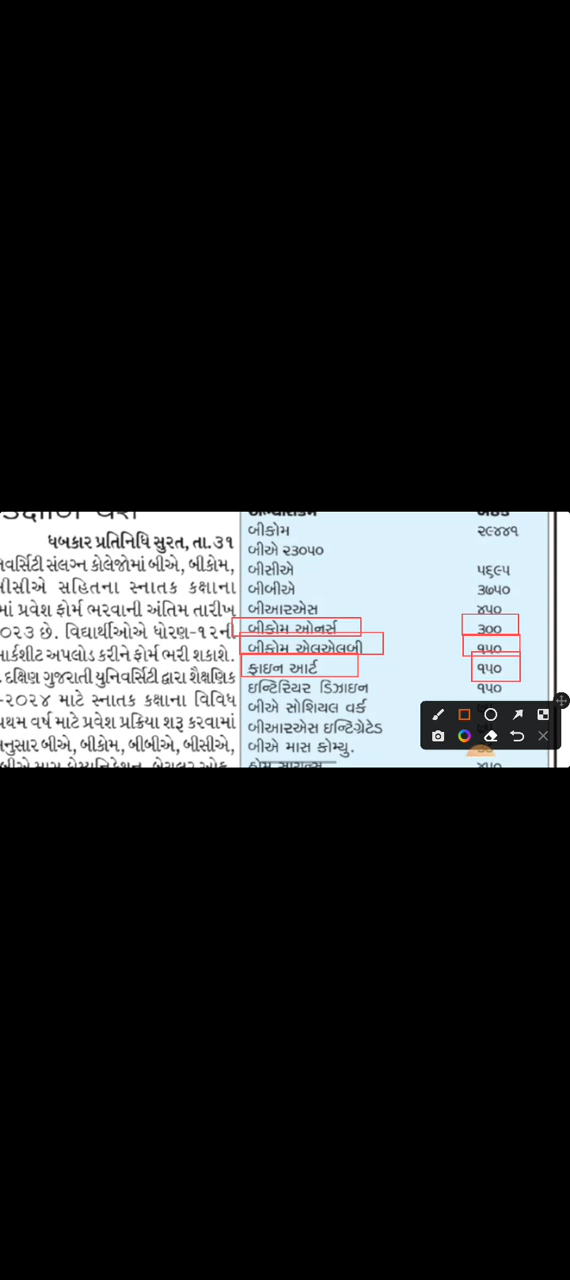 ધબકાર પ્રતિનિધિ સુરત, તા.૩૧
નિવર્સિટી સંલગ્ન કોલેજોમાં બીએ, બીકોમ,
બીસીએ સહિતના સ્નાતક કક્ષાના
માં પ્રવેશ ફોર્મ ભરવાની અંતિમ તારીખ
૦૨૩ છે. વિદ્યાર્થીઓએ ધોરણ-૧૨ની
માર્કશીટ અપલોડ કરીને ફોર્મ ભરી શકાશે.
દક્ષિણ ગુજરાતી યુનિવર્સિટી દ્વારા શૈક્ષણિક
-૨૦૨૪ માટે સ્નાતક કક્ષાના વિવિધ
પ્રથમ વર્ષ માટે પ્રવેશ પ્રક્રિયા શરૂ કરવામાં
અનુસાર બીએ, બીકોમ, બીબીએ, બીસીએ,
બીકોમ ૨૯૪૪૧
બીએ ૨૩૦૫૦
બીસીએ ૫૬૯૫
બીબીએ ૩૭૫૦
બીઆરએસ ૪૫૦
બીકોમ ઓનર્સ ૩૦૦
બીકોમ એલએલબી ૧૫૦
ફાઇન આર્ટ ૧૫૦
ઇન્ટિરિયર ડિઝાઇન ૧૫૦
બીએ સોશિયલ વર્ક
બીઆરએસ ઇન્ટિગ્રેટેડ
બીએ માસ કોમ્યુ.